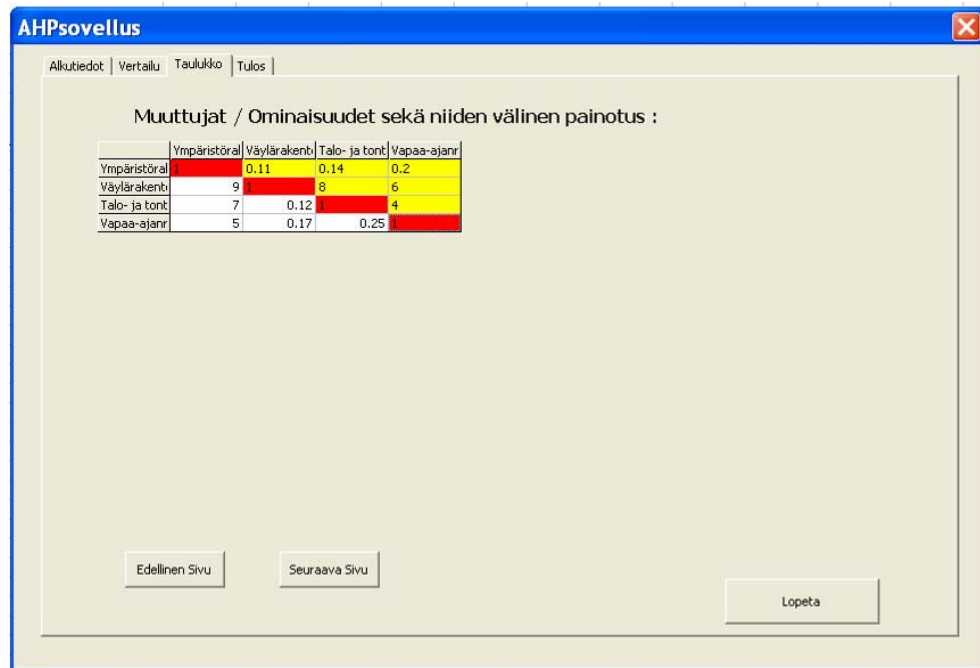 AHPsovellus
Alkutiedot Vertailu Taulukko Tulos
Muuttujat / Ominaisuudet sekä niiden välinen painotus :
Ympäristöral Väylärakent Talo- ja tont Vapaa-ajanr
Ympäristöral 1 0.11 0.14 0.2
Väylärakent 9 1 8 6
Talo- ja tont 7 0.12 1 4
Vapaa-ajanr 5 0.17 0.25 1
Edellinen Sivu Seuraava Sivu
Lopeta